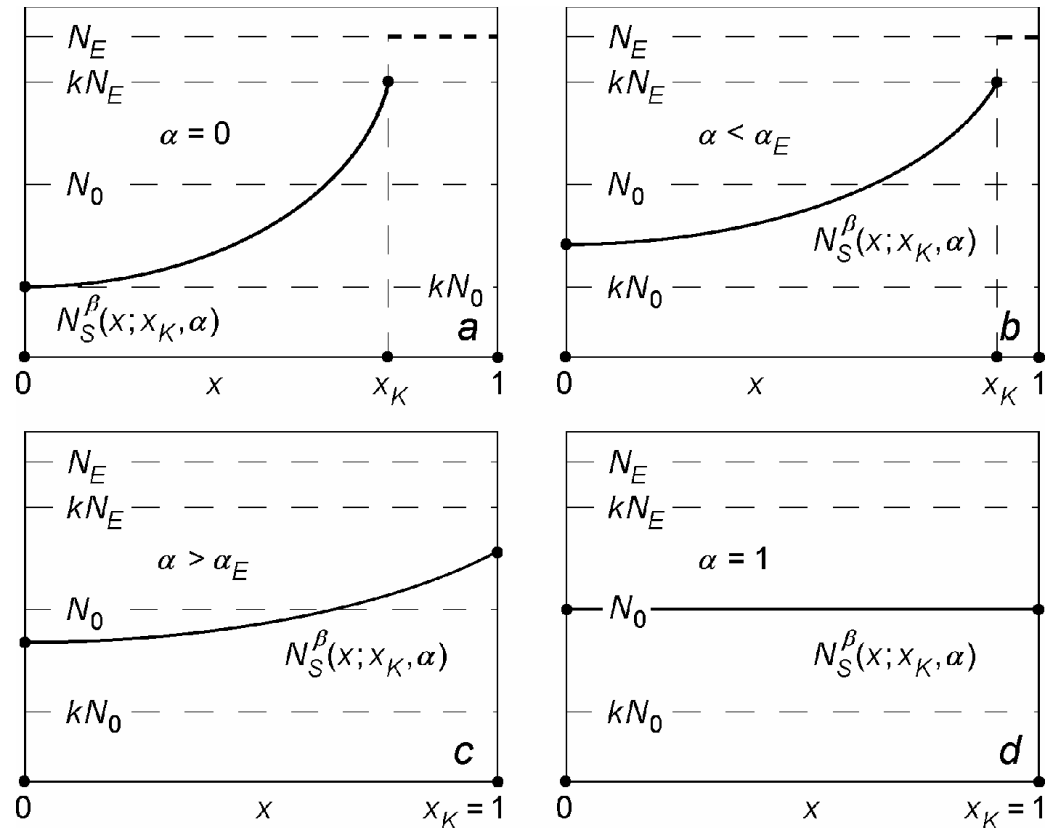 N_E
kN_E
α = 0
N_0
kN_0
N_S^β(x; x_K, α)
a
0 x x_K 1
N_E
kN_E
α < α_E
N_0
N_S^β(x; x_K, α)
kN_0
b
0 x x_K 1
N_E
kN_E
α > α_E
N_0
N_S^β(x; x_K, α)
kN_0
c
0 x x_K = 1
N_E
kN_E
α = 1
N_0
N_S^β(x; x_K, α)
kN_0
d
0 x x_K = 1